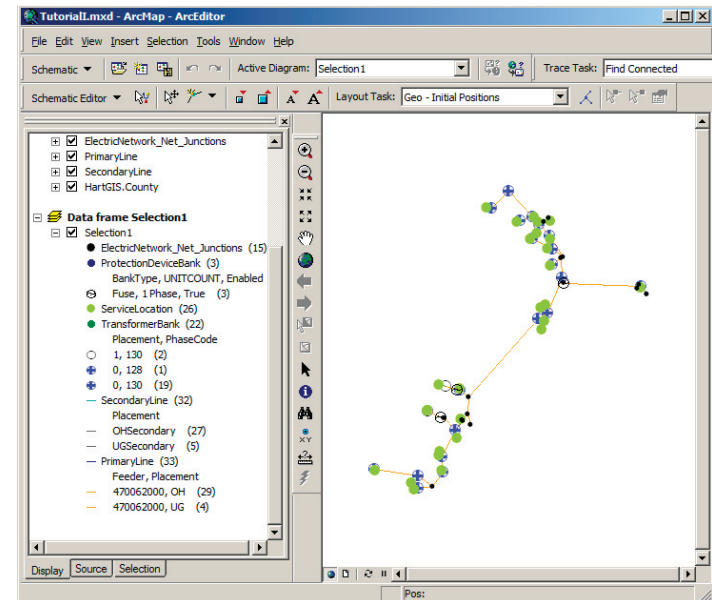 TutorialI.mxd - ArcMap - ArcEditor
File Edit View Insert Selection Tools Window Help
Schematic Active Diagram: Selection1 Trace Task: Find Connected
Schematic Editor A A Layout Task: Geo - Initial Positions
ElectricNetwork_Net_Junctions
PrimaryLine
SecondaryLine
HartGIS.County
Data frame Selection1
Selection1
ElectricNetwork_Net_Junctions (15)
ProtectionDeviceBank (3)
BankType, UNITCOUNT, Enabled
Fuse, 1 Phase, True (3)
ServiceLocation (26)
TransformerBank (22)
Placement, PhaseCode
1, 130 (2)
0, 128 (1)
0, 130 (19)
SecondaryLine (32)
Placement
OHSecondary (27)
UGSecondary (5)
PrimaryLine (33)
Feeder, Placement
470062000, OH (29)
470062000, UG (4)
XY
Display Source Selection
Pos: